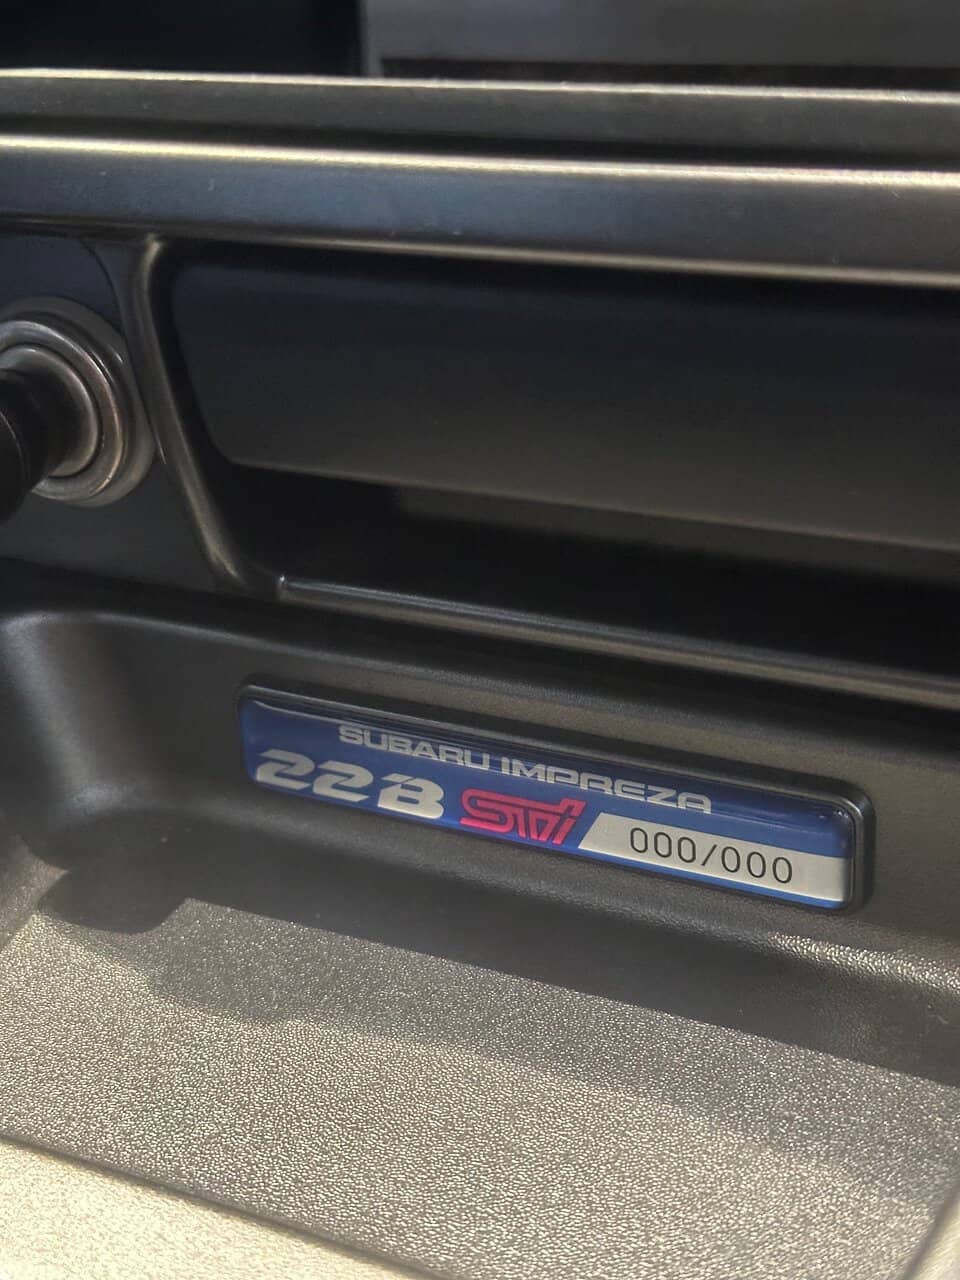 SUBARU IMPREZA
22B STi 000/000